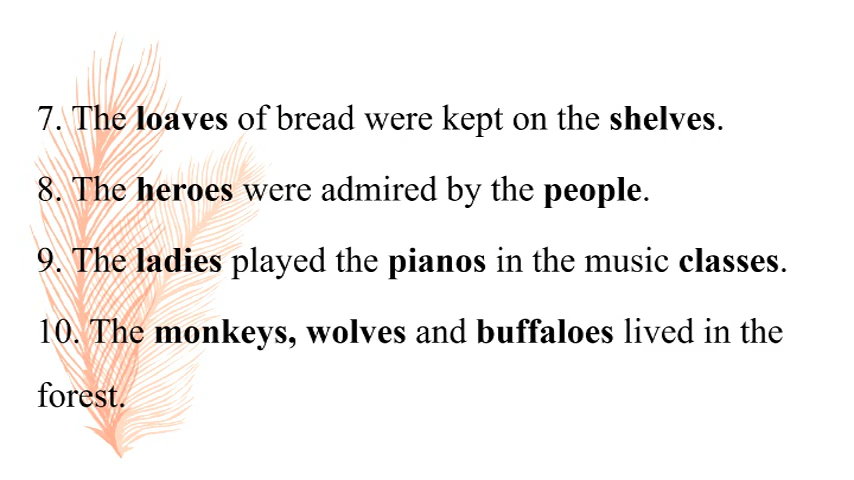 7. The loaves of bread were kept on the shelves.
8. The heroes were admired by the people.
9. The ladies played the pianos in the music classes.
10. The monkeys, wolves and buffaloes lived in the
forest.